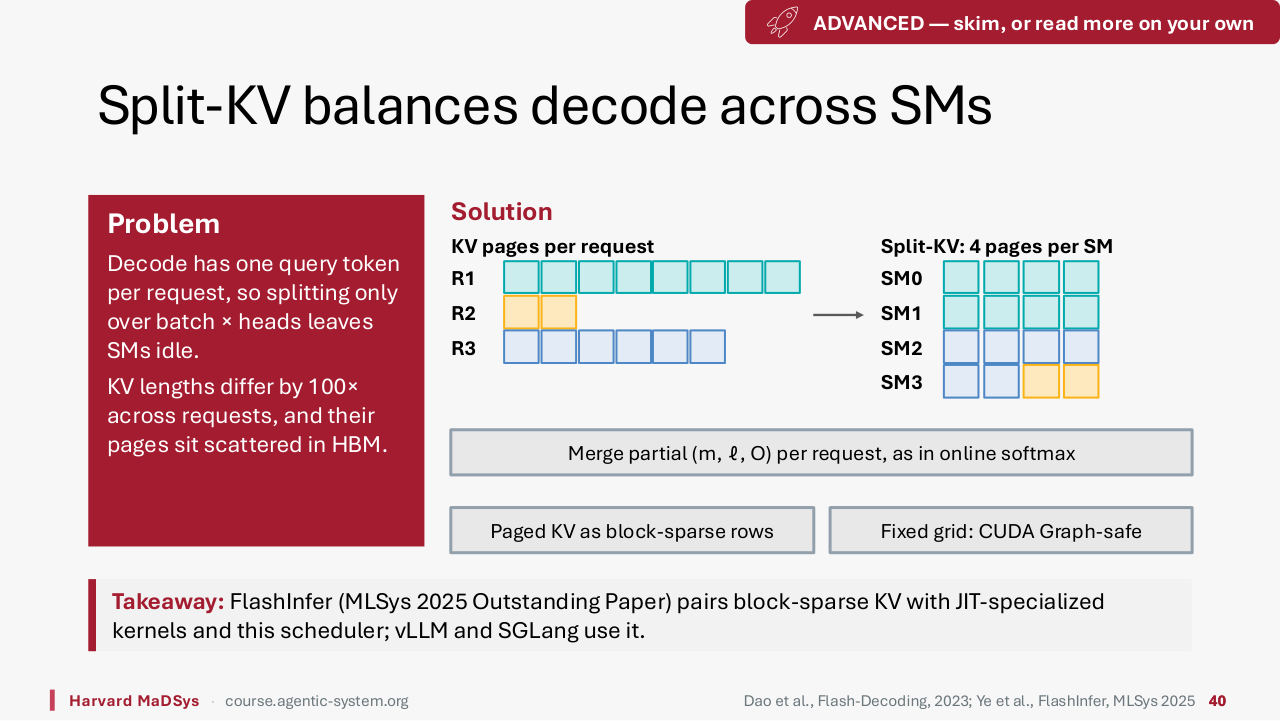 ADVANCED — skim, or read more on your own
Split-KV balances decode across SMs
Problem
Decode has one query token
per request, so splitting only
over batch × heads leaves
SMs idle.
KV lengths differ by 100×
across requests, and their
pages sit scattered in HBM.
Solution
KV pages per request
R1
R2
R3
Split-KV: 4 pages per SM
SM0
SM1
SM2
SM3
Merge partial (m, ℓ, O) per request, as in online softmax
Paged KV as block-sparse rows
Fixed grid: CUDA Graph-safe
Takeaway: FlashInfer (MLSys 2025 Outstanding Paper) pairs block-sparse KV with JIT-specialized
kernels and this scheduler; vLLM and SGLang use it.
Harvard MaDSys · course.agentic-system.org
Dao et al., Flash-Decoding, 2023; Ye et al., FlashInfer, MLSys 2025 40